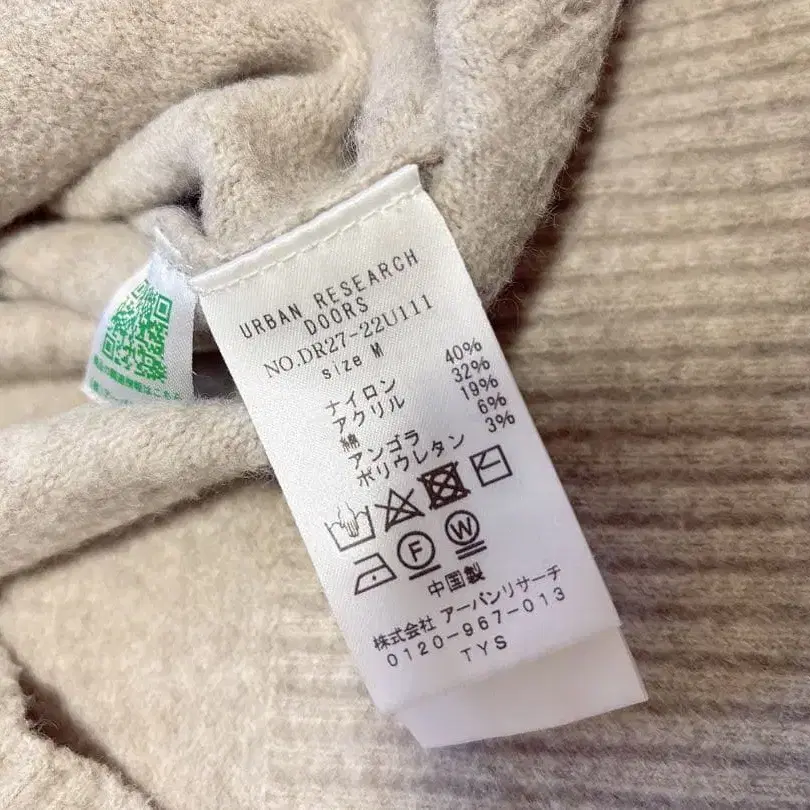 URBAN RESEARCH
DOORS
NO.DR27-22U111
size M
ナイロン 40%
アクリル 32%
綿 19%
アンゴラ 6%
ポリウレタン 3%
F W
中国製
株式会社 アーバンリサーチ
0120-967-013
TYS